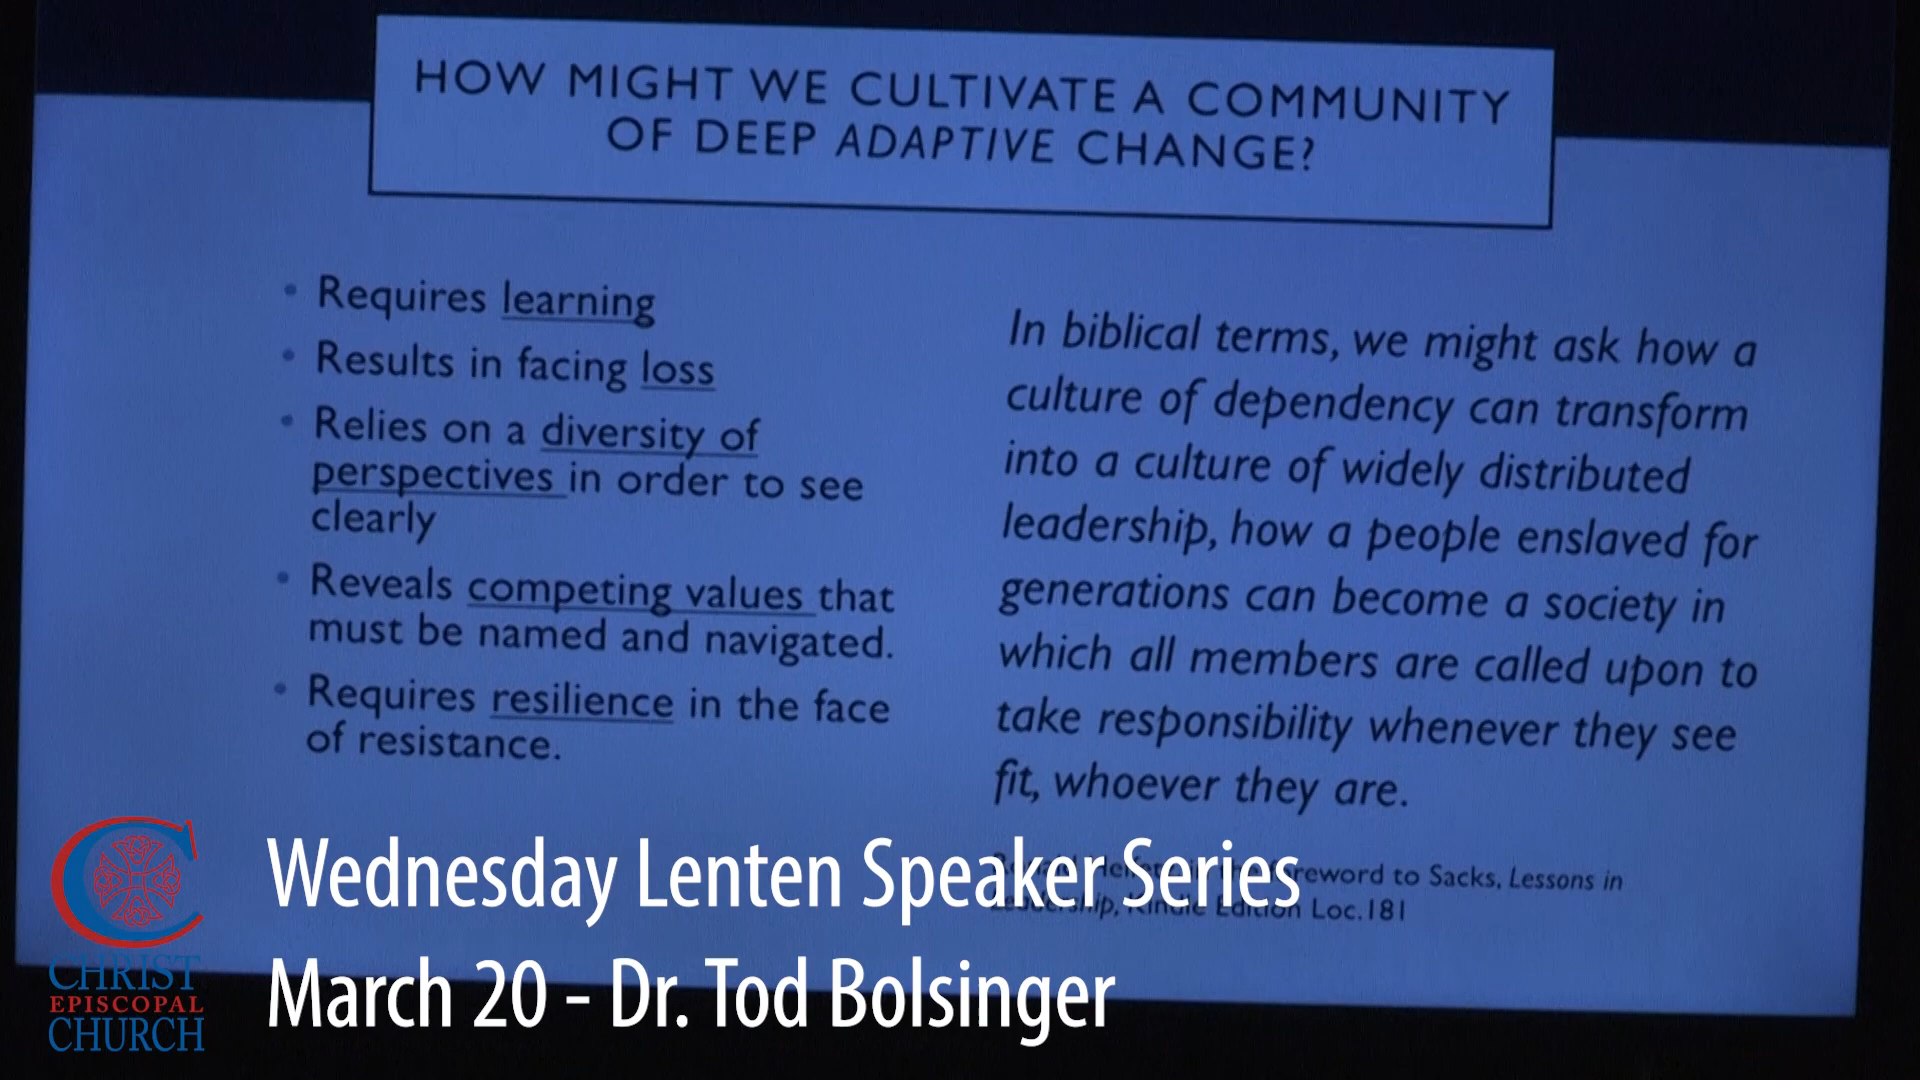 HOW MIGHT WE CULTIVATE A COMMUNITY
OF DEEP ADAPTIVE CHANGE?
• Requires learning
• Results in facing loss
• Relies on a diversity of
perspectives in order to see
clearly
• Reveals competing values that
must be named and navigated.
• Requires resilience in the face
of resistance.
In biblical terms, we might ask how a
culture of dependency can transform
into a culture of widely distributed
leadership, how a people enslaved for
generations can become a society in
which all members are called upon to
take responsibility whenever they see
fit, whoever they are.
to Sacks, Lessons in
Kindle Edition Loc.181
CHRIST
EPISCOPAL
CHURCH
Wednesday Lenten Speaker Series
March 20 - Dr. Tod Bolsinger